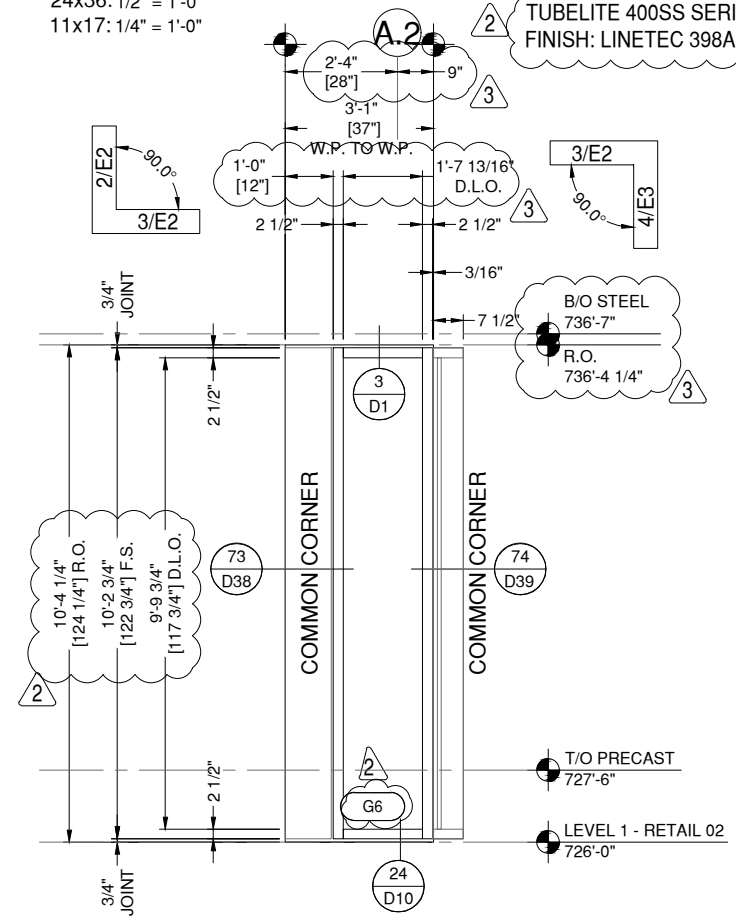 24x36: 1/2" = 1'-0"
11x17: 1/4" = 1'-0"
2
TUBELITE 400SS SERI
FINISH: LINETEC 398A
A.2
2'-4"
[28"]
9"
3
3'-1"
[37"]
W.P. TO W.P.
1'-0"
[12"]
1'-7 13/16"
D.L.O.
3
2/E2
90.0°
3/E2
3/E2
90.0°
4/E3
2 1/2"
2 1/2"
3/16"
7 1/2"
3/4"
JOINT
B/O STEEL
736'-7"
R.O.
736'-4 1/4"
3
2 1/2"
3
D1
COMMON CORNER
COMMON CORNER
73
D38
74
D39
10'-4 1/4"
[124 1/4"] R.O.
10'-2 3/4"
[122 3/4"] F.S.
9'-9 3/4"
[117 3/4"] D.L.O.
2
2 1/2"
2
G6
T/O PRECAST
727'-6"
LEVEL 1 - RETAIL 02
726'-0"
3/4"
JOINT
24
D10